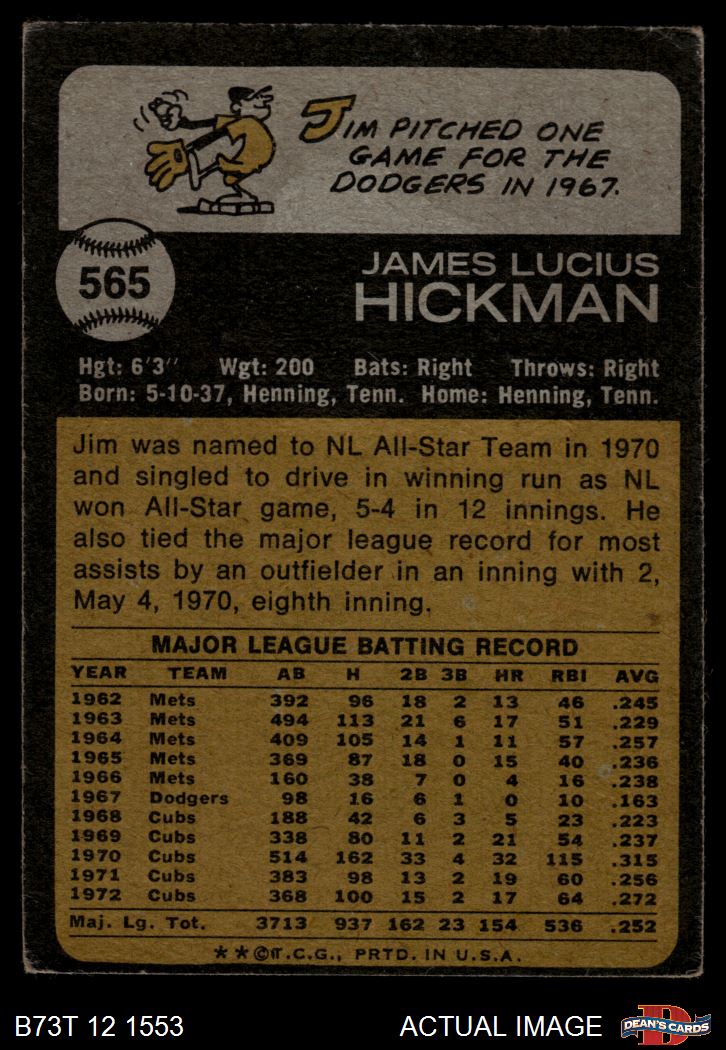 JIM PITCHED ONE
GAME FOR THE
DODGERS IN 1967.
565
JAMES LUCIUS
HICKMAN
Hgt: 6'3" Wgt: 200 Bats: Right Throws: Right
Born: 5-10-37, Henning, Tenn. Home: Henning, Tenn.
Jim was named to NL All-Star Team in 1970
and singled to drive in winning run as NL
won All-Star game, 5-4 in 12 innings. He
also tied the major league record for most
assists by an outfielder in an inning with 2,
May 4, 1970, eighth inning.
MAJOR LEAGUE BATTING RECORD
YEAR TEAM AB H 2B 3B HR RBI AVG
1962 Mets 392 96 18 2 13 46 .245
1963 Mets 494 113 21 6 17 51 .229
1964 Mets 409 105 14 1 11 57 .257
1965 Mets 369 87 18 0 15 40 .236
1966 Mets 160 38 7 0 4 16 .238
1967 Dodgers 98 16 6 1 0 10 .163
1968 Cubs 188 42 6 3 5 23 .223
1969 Cubs 338 80 11 2 21 54 .237
1970 Cubs 514 162 33 4 32 115 .315
1971 Cubs 383 98 13 2 19 60 .256
1972 Cubs 368 100 15 2 17 64 .272
Maj. Lg. Tot. 3713 937 162 23 154 536 .252
★★©T.C.G., PRTD. IN U.S.A.
B73T 12 1553 ACTUAL IMAGE
D
DEAN'S CARDS